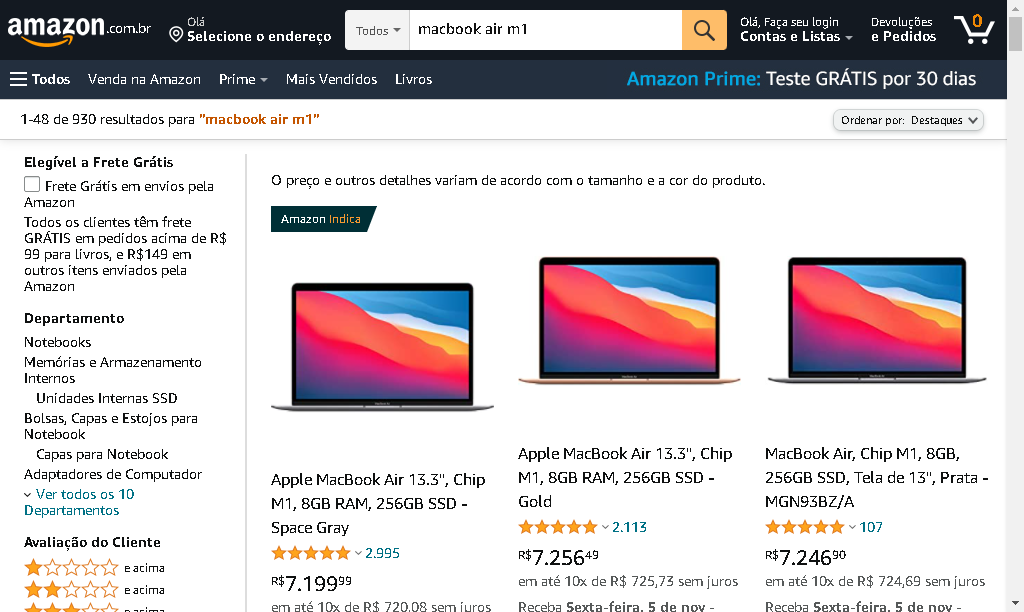 amazon.com.br
Olá
Selecione o endereço
Todos
macbook air m1
Olá, Faça seu login
Contas e Listas
Devoluções
e Pedidos
0
Todos
Venda na Amazon
Prime
Mais Vendidos
Livros
Amazon Prime: Teste GRÁTIS por 30 dias
1-48 de 930 resultados para "macbook air m1"
Ordenar por: Destaques
Elegível a Frete Grátis
Frete Grátis em envios pela
Amazon
Todos os clientes têm frete
GRÁTIS em pedidos acima de R$
99 para livros, e R$149 em
outros itens enviados pela
Amazon
Departamento
Notebooks
Memórias e Armazenamento
Internos
Unidades Internas SSD
Bolsas, Capas e Estojos para
Notebook
Capas para Notebook
Adaptadores de Computador
Ver todos os 10
Departamentos
Avaliação do Cliente
e acima
e acima
e acima
O preço e outros detalhes variam de acordo com o tamanho e a cor do produto.
Amazon Indica
Apple MacBook Air 13.3", Chip
M1, 8GB RAM, 256GB SSD -
Space Gray
2.995
R$7.19999
em até 10x de R$ 720,08 sem juros
Apple MacBook Air 13.3", Chip
M1, 8GB RAM, 256GB SSD -
Gold
2.113
R$7.25649
em até 10x de R$ 725,73 sem juros
Receba Sexta-feira, 5 de nov -
MacBook Air, Chip M1, 8GB,
256GB SSD, Tela de 13", Prata -
MGN93BZ/A
107
R$7.24690
em até 10x de R$ 724,69 sem juros
Receba Sexta-feira, 5 de nov -